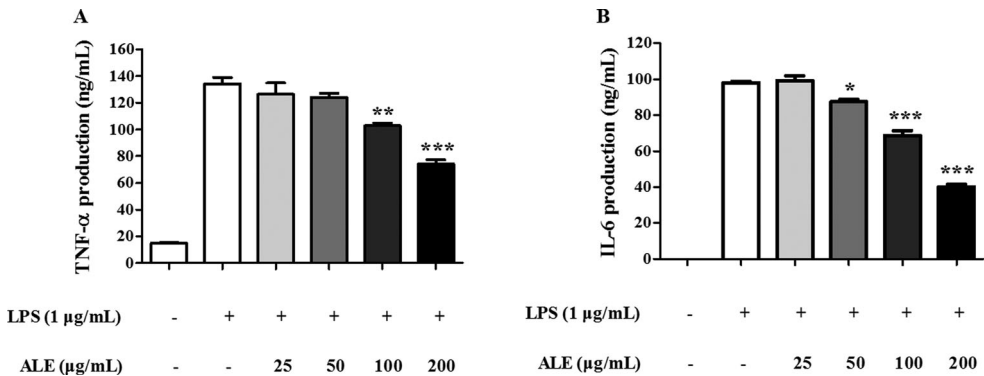 A
TNF-α production (ng/mL)
160
140
120
100
80
60
40
20
0
**
***
LPS (1 μg/mL) - + + + + +
ALE (μg/mL) - - 25 50 100 200
B
IL-6 production (ng/mL)
120
100
80
60
40
20
0
*
***
***
LPS (1 μg/mL) - + + + + +
ALE (μg/mL) - - 25 50 100 200